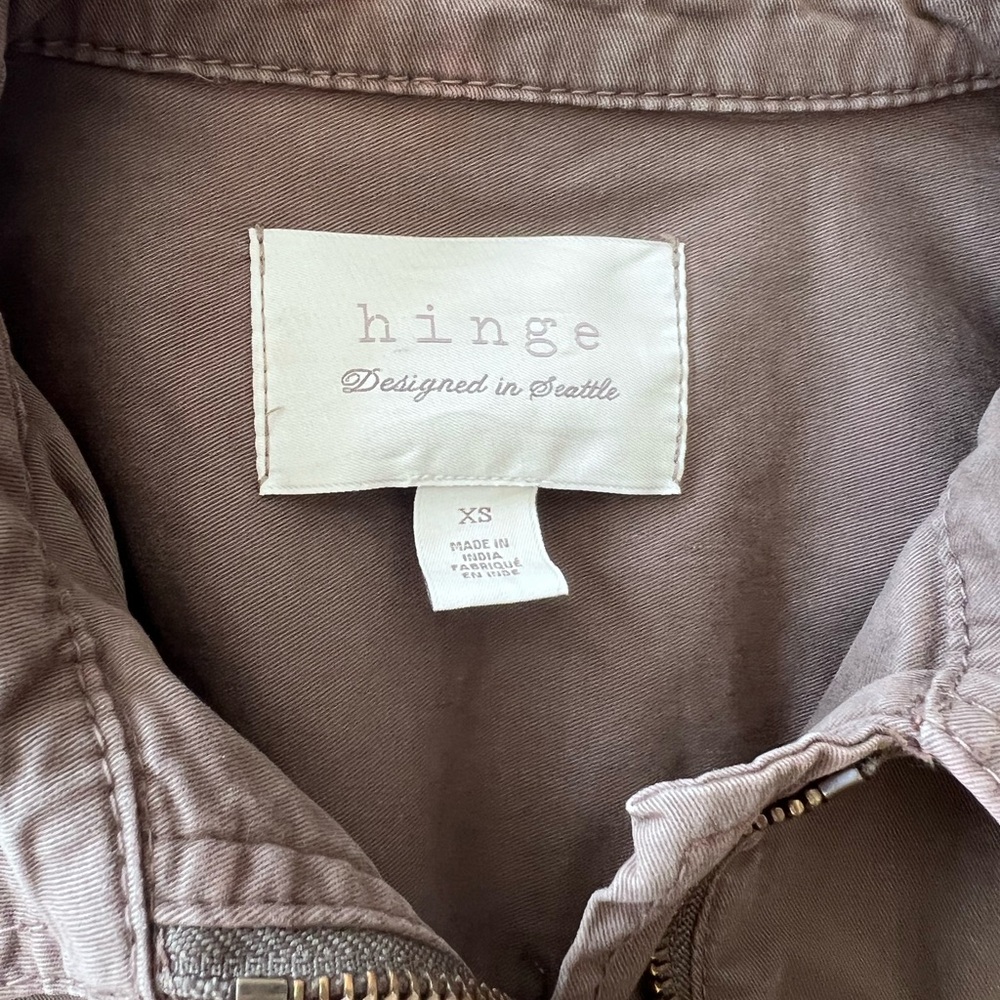 hinge
Designed in Seattle
XS
MADE IN
INDIA
FABRIQUÉ
EN INDE